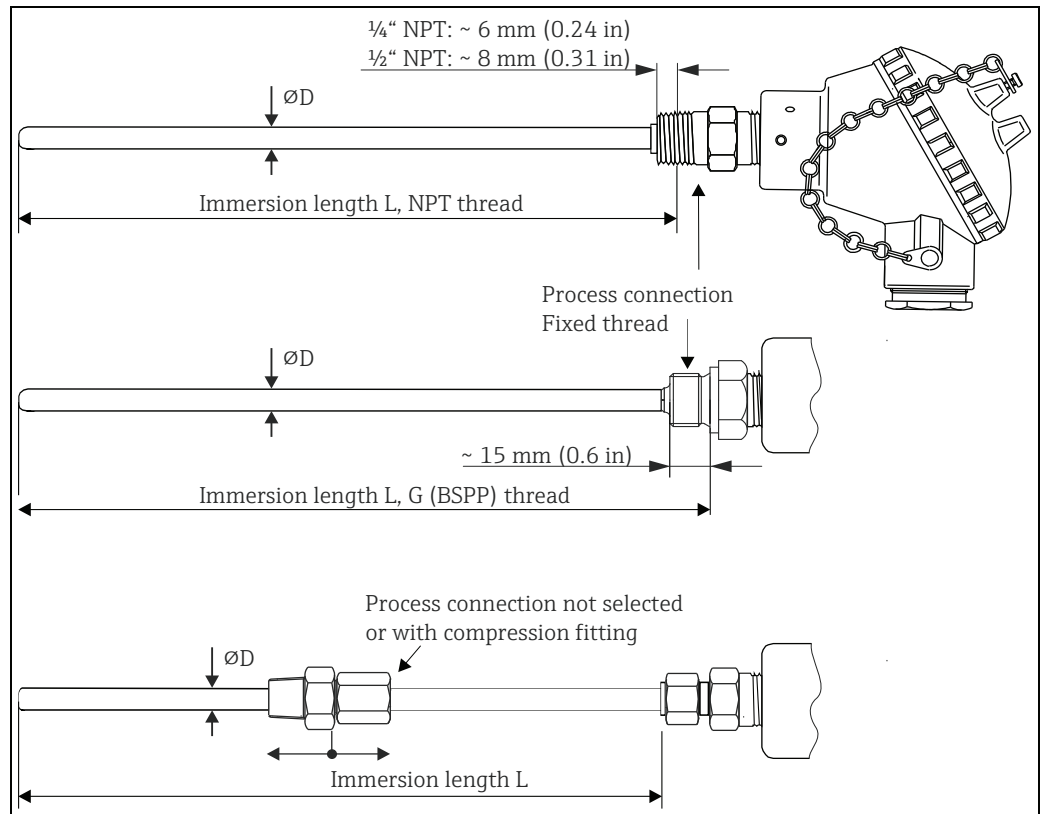 ¼“ NPT: ~ 6 mm (0.24 in)
½“ NPT: ~ 8 mm (0.31 in)
øD
Immersion length L, NPT thread
Process connection
Fixed thread
øD
~ 15 mm (0.6 in)
Immersion length L, G (BSPP) thread
Process connection not selected
or with compression fitting
øD
Immersion length L